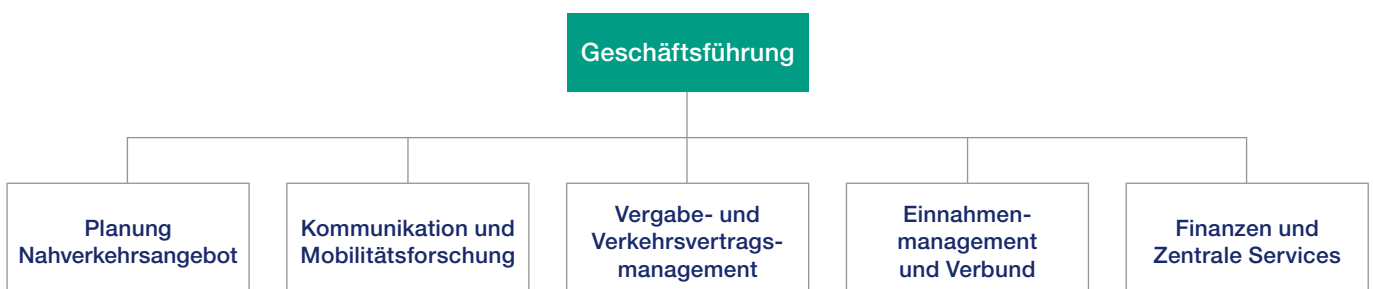 Geschäftsführung
Planung
Nahverkehrsangebot
Kommunikation und
Mobilitätsforschung
Vergabe- und
Verkehrsvertrags-
management
Einnahmen-
management
und Verbund
Finanzen und
Zentrale Services